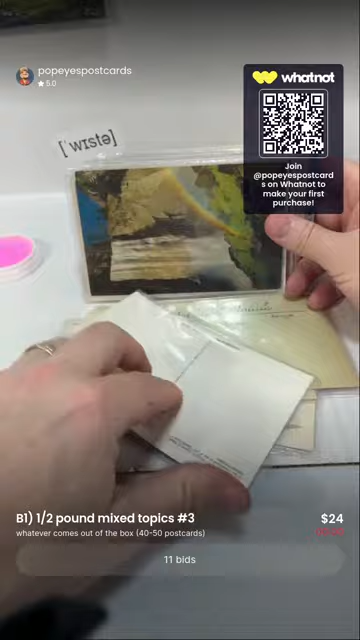 popeyespostcards
★ 5.0
whatnot
Join
@popeyespostcard
s on Whatnot to
make your first
purchase!
[ˈwɪstə]
B1) 1/2 pound mixed topics #3
$24
whatever comes out of the box (40-50 postcards)
11 bids